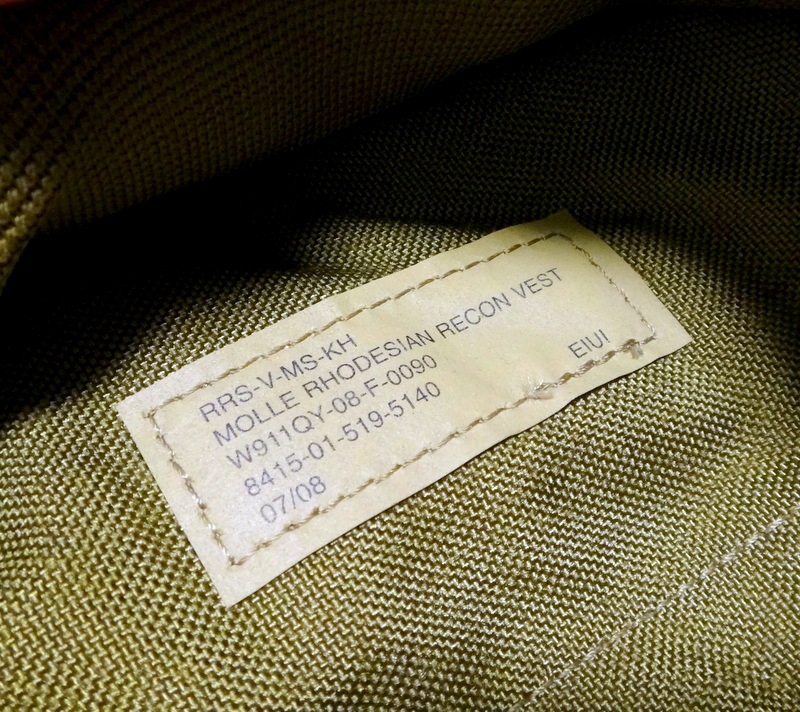 RRS-V-MS-KH
MOLLE RHODESIAN RECON VEST
W911QY-08-F-0090
8415-01-519-5140
07/08
EIUI